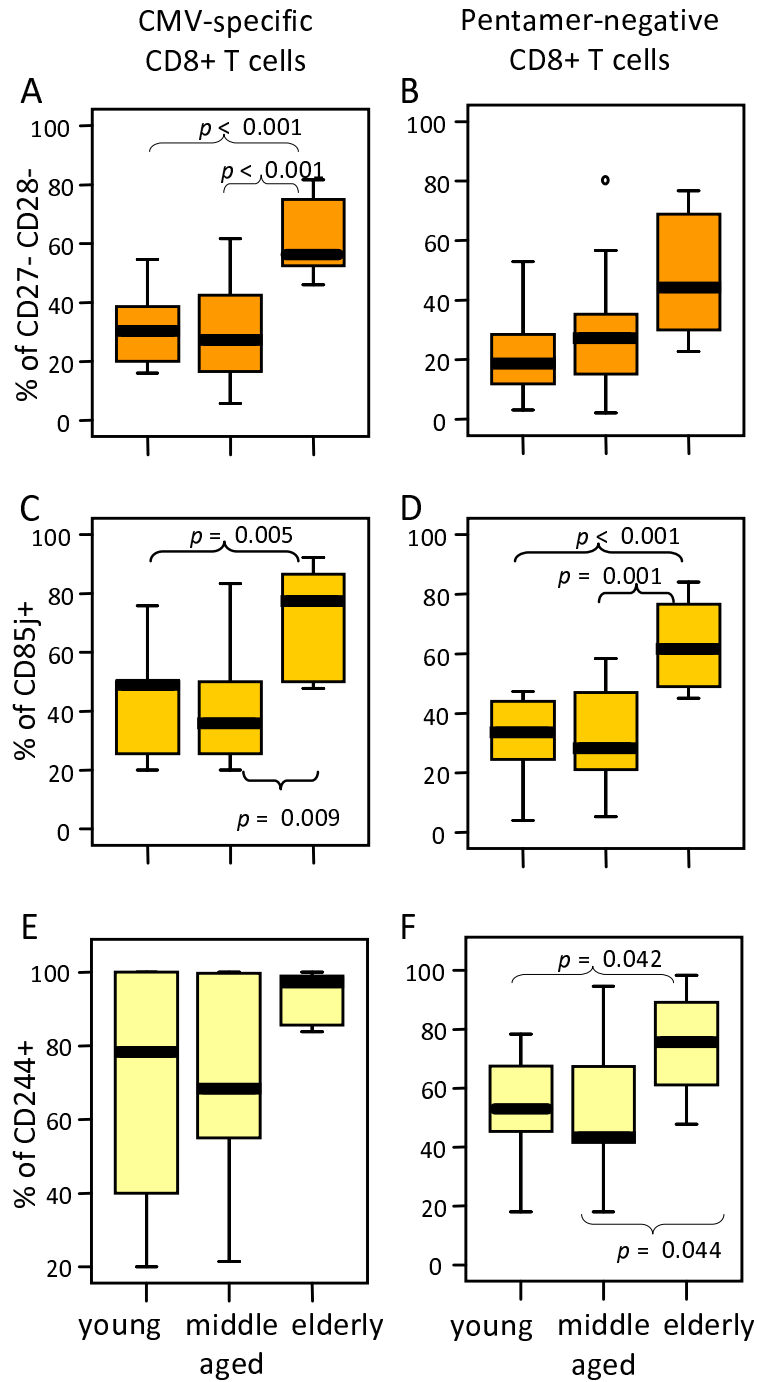 CMV-specific
CD8+ T cells
Pentamer-negative
CD8+ T cells
A
% of CD27- CD28-
100
80
60
40
20
0
p < 0.001
p < 0.001
B
100
80
60
40
20
0
C
% of CD85j+
100
80
60
40
20
0
p = 0.005
p = 0.009
D
100
80
60
40
20
0
p < 0.001
p = 0.001
E
% of CD244+
100
80
60
40
20
young
middle
aged
elderly
F
100
80
60
40
20
0
p = 0.042
p = 0.044
young
middle
aged
elderly